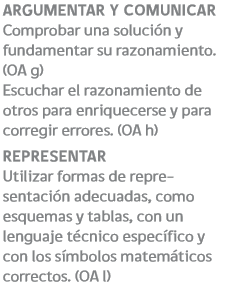 ARGUMENTAR Y COMUNICAR
Comprobar una solución y
fundamentar su razonamiento.
(OA g)
Escuchar el razonamiento de
otros para enriquecerse y para
corregir errores. (OA h)
REPRESENTAR
Utilizar formas de repre-
sentación adecuadas, como
esquemas y tablas, con un
lenguaje técnico específico y
con los símbolos matemáticos
correctos. (OA l)